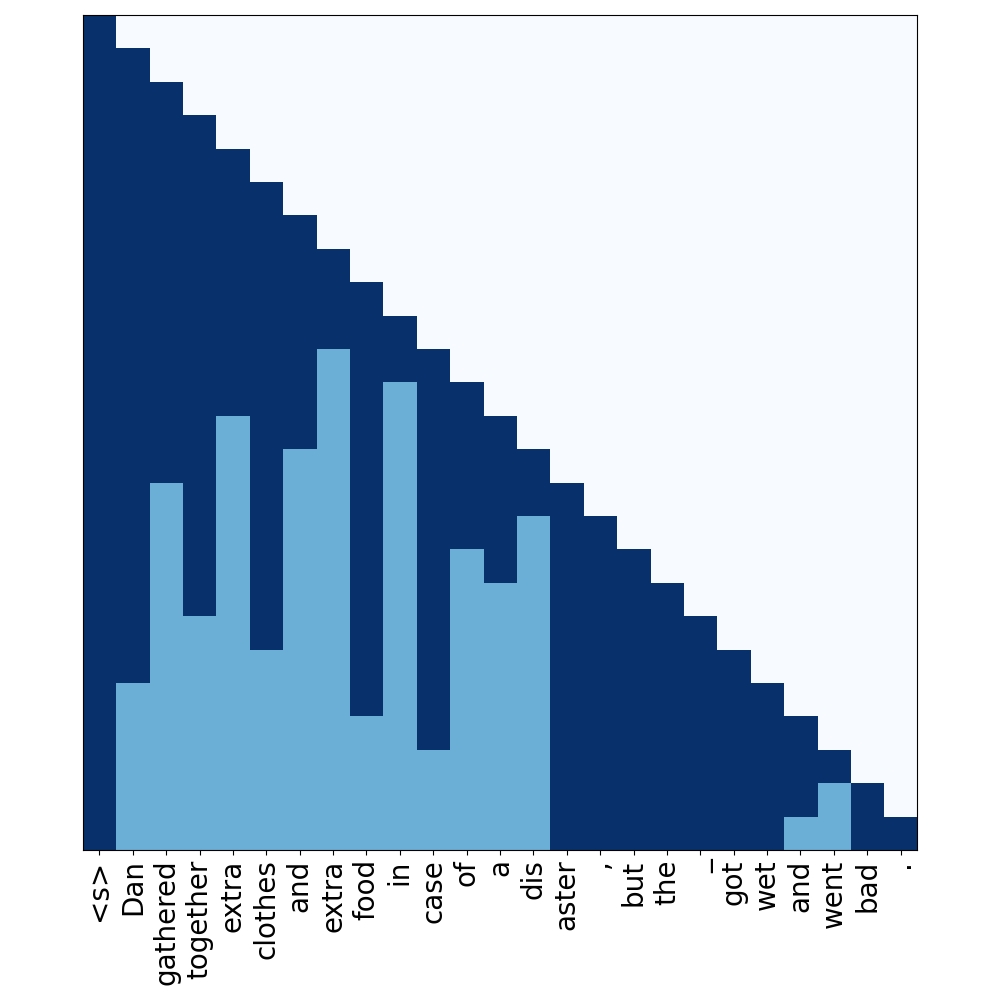 <s> Dan gathered together extra clothes and extra food in case of a dis aster , but the _ got wet and went bad .